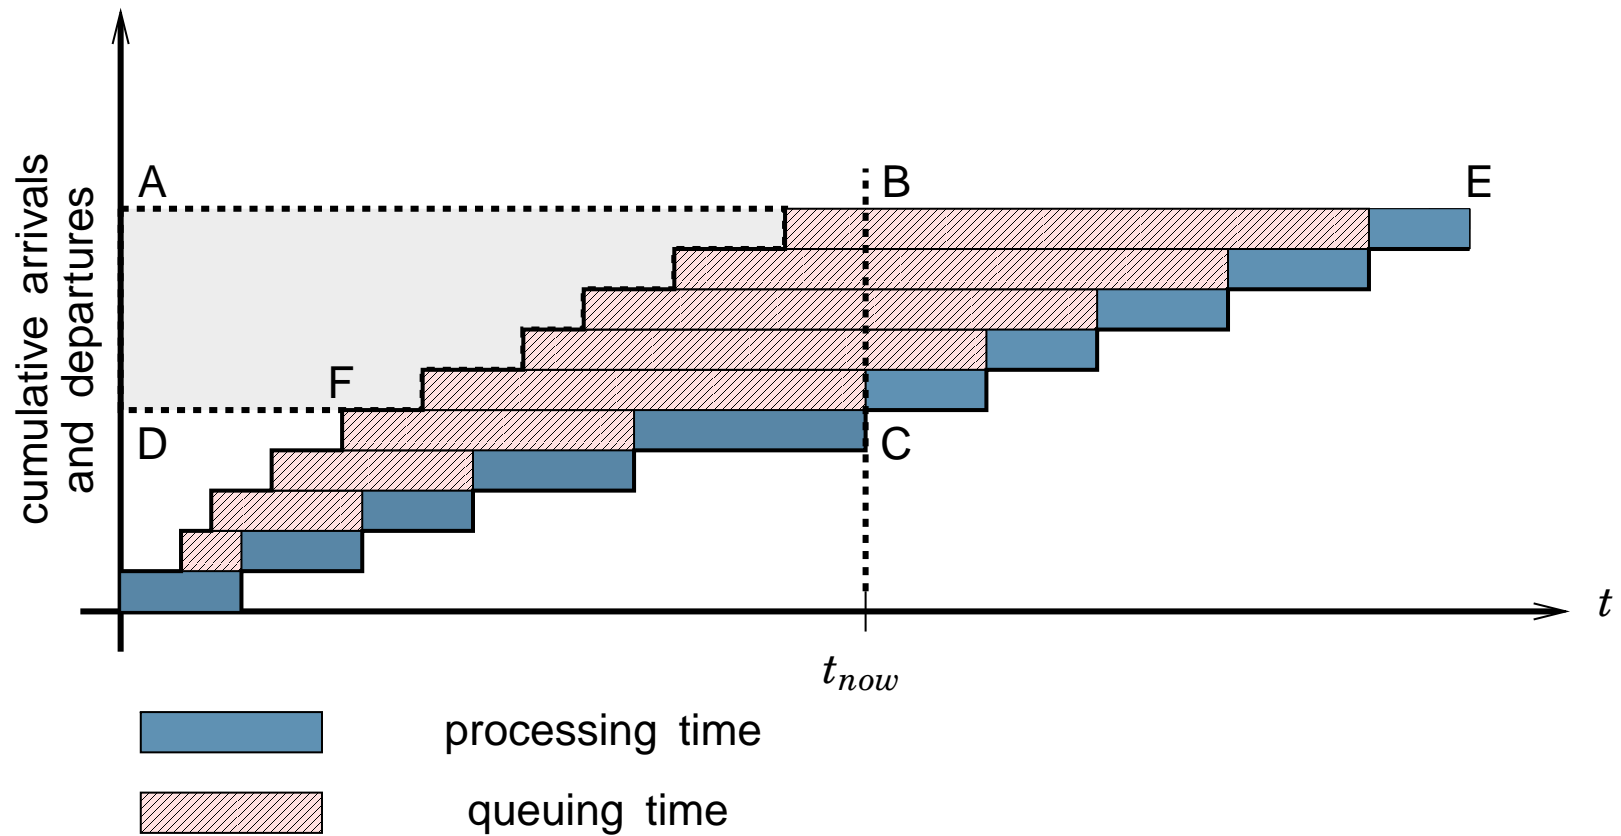 cumulative arrivals
and departures
A
B
E
F
D
C
t
t_now
processing time
queuing time